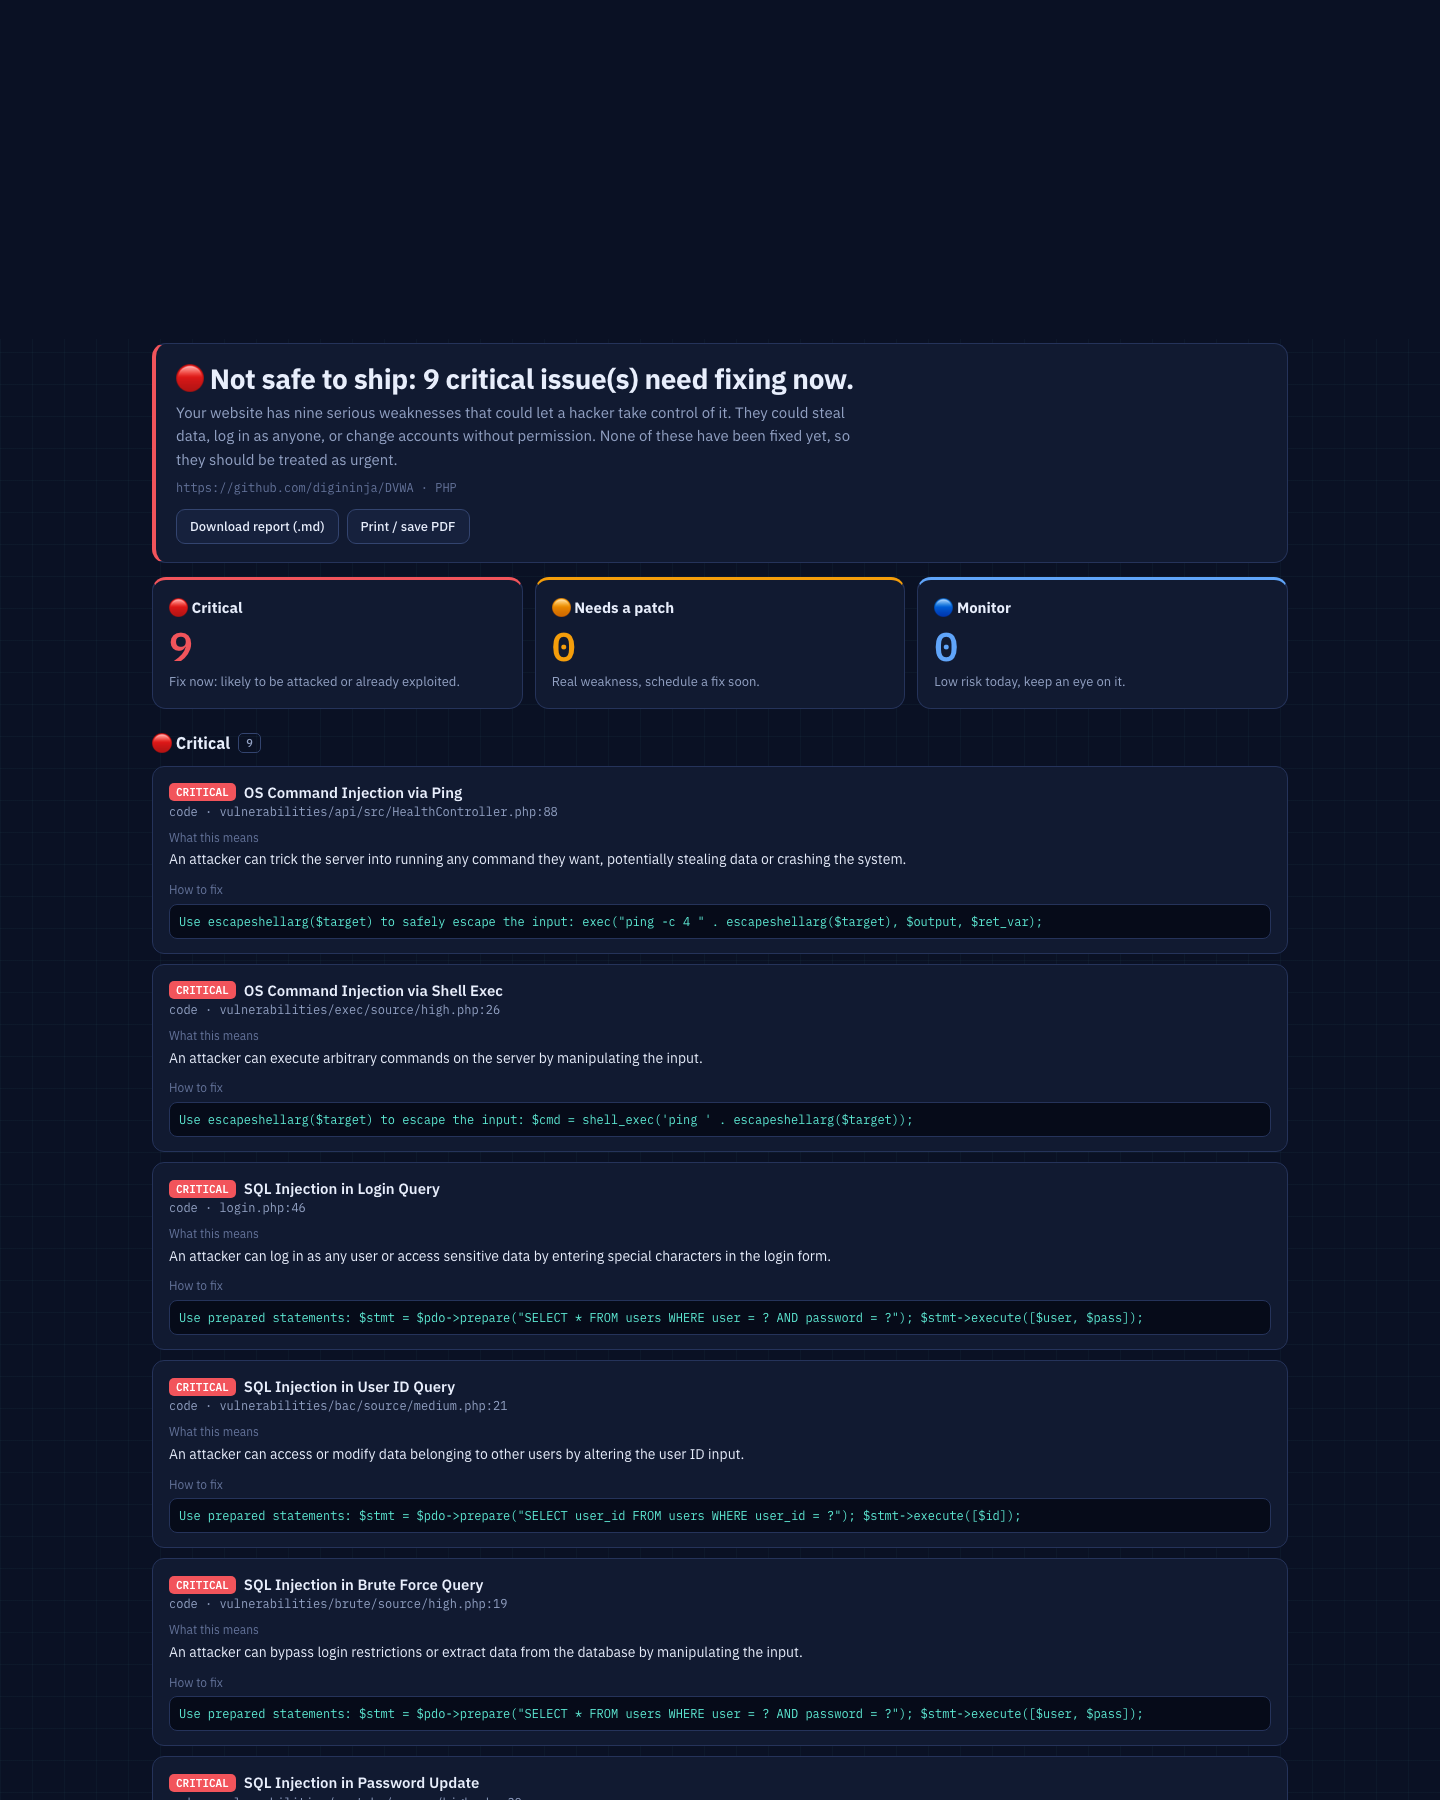 Not safe to ship: 9 critical issue(s) need fixing now.
Your website has nine serious weaknesses that could let a hacker take control of it. They could steal
data, log in as anyone, or change accounts without permission. None of these have been fixed yet, so
they should be treated as urgent.
https://github.com/digininja/DVWA · PHP
Download report (.md) Print / save PDF
Critical
9
Fix now: likely to be attacked or already exploited.
Needs a patch
0
Real weakness, schedule a fix soon.
Monitor
0
Low risk today, keep an eye on it.
Critical 9
CRITICAL OS Command Injection via Ping
code · vulnerabilities/api/src/HealthController.php:88
What this means
An attacker can trick the server into running any command they want, potentially stealing data or crashing the system.
How to fix
Use escapeshellarg($target) to safely escape the input: exec("ping -c 4 " . escapeshellarg($target), $output, $ret_var);
CRITICAL OS Command Injection via Shell Exec
code · vulnerabilities/exec/source/high.php:26
What this means
An attacker can execute arbitrary commands on the server by manipulating the input.
How to fix
Use escapeshellarg($target) to escape the input: $cmd = shell_exec('ping ' . escapeshellarg($target));
CRITICAL SQL Injection in Login Query
code · login.php:46
What this means
An attacker can log in as any user or access sensitive data by entering special characters in the login form.
How to fix
Use prepared statements: $stmt = $pdo->prepare("SELECT * FROM users WHERE user = ? AND password = ?"); $stmt->execute([$user, $pass]);
CRITICAL SQL Injection in User ID Query
code · vulnerabilities/bac/source/medium.php:21
What this means
An attacker can access or modify data belonging to other users by altering the user ID input.
How to fix
Use prepared statements: $stmt = $pdo->prepare("SELECT user_id FROM users WHERE user_id = ?"); $stmt->execute([$id]);
CRITICAL SQL Injection in Brute Force Query
code · vulnerabilities/brute/source/high.php:19
What this means
An attacker can bypass login restrictions or extract data from the database by manipulating the input.
How to fix
Use prepared statements: $stmt = $pdo->prepare("SELECT * FROM users WHERE user = ? AND password = ?"); $stmt->execute([$user, $pass]);
CRITICAL SQL Injection in Password Update